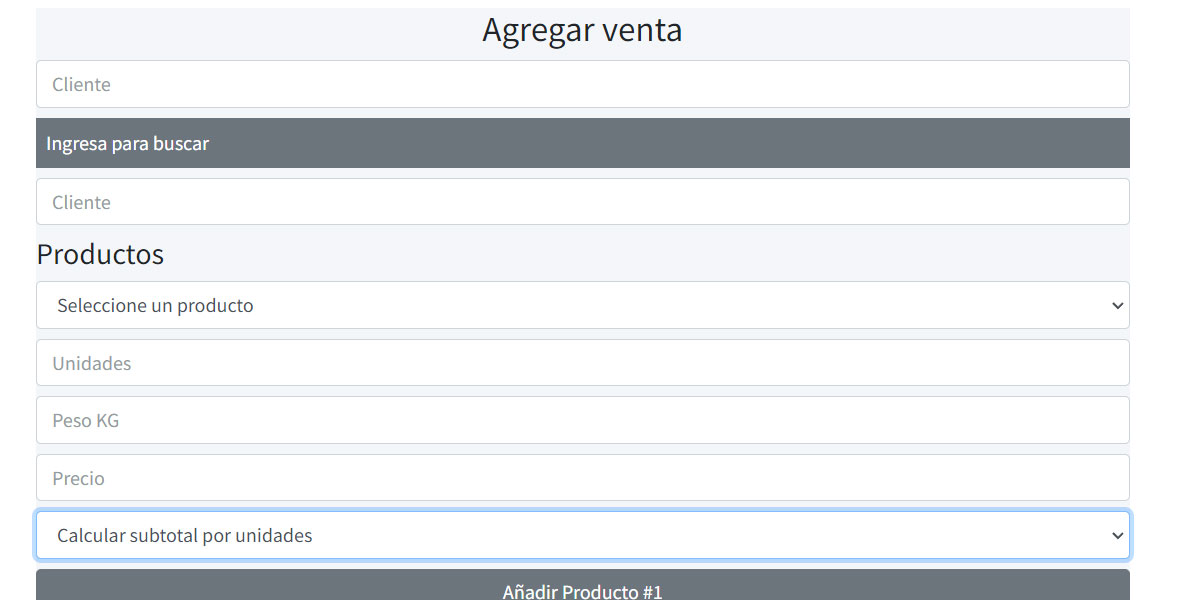 Agregar venta
Cliente
Ingresa para buscar
Cliente
Productos
Seleccione un producto
Unidades
Peso KG
Precio
Calcular subtotal por unidades
Añadir Producto #1